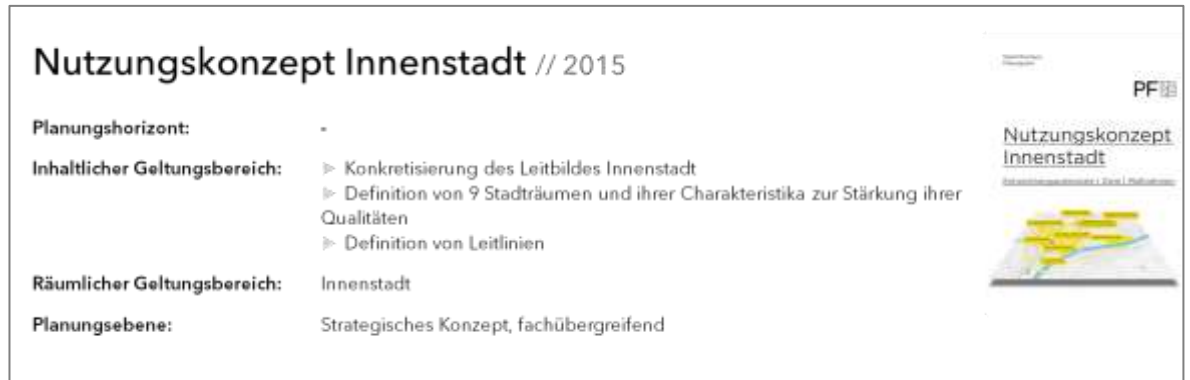 Nutzungskonzept Innenstadt // 2015
Planungshorizont: -
Inhaltlicher Geltungsbereich: ➢ Konkretisierung des Leitbildes Innenstadt
➢ Definition von 9 Stadträumen und ihrer Charakteristika zur Stärkung ihrer
Qualitäten
➢ Definition von Leitlinien
Räumlicher Geltungsbereich: Innenstadt
Planungsebene: Strategisches Konzept, fachübergreifend
PF
Nutzungskonzept
Innenstadt